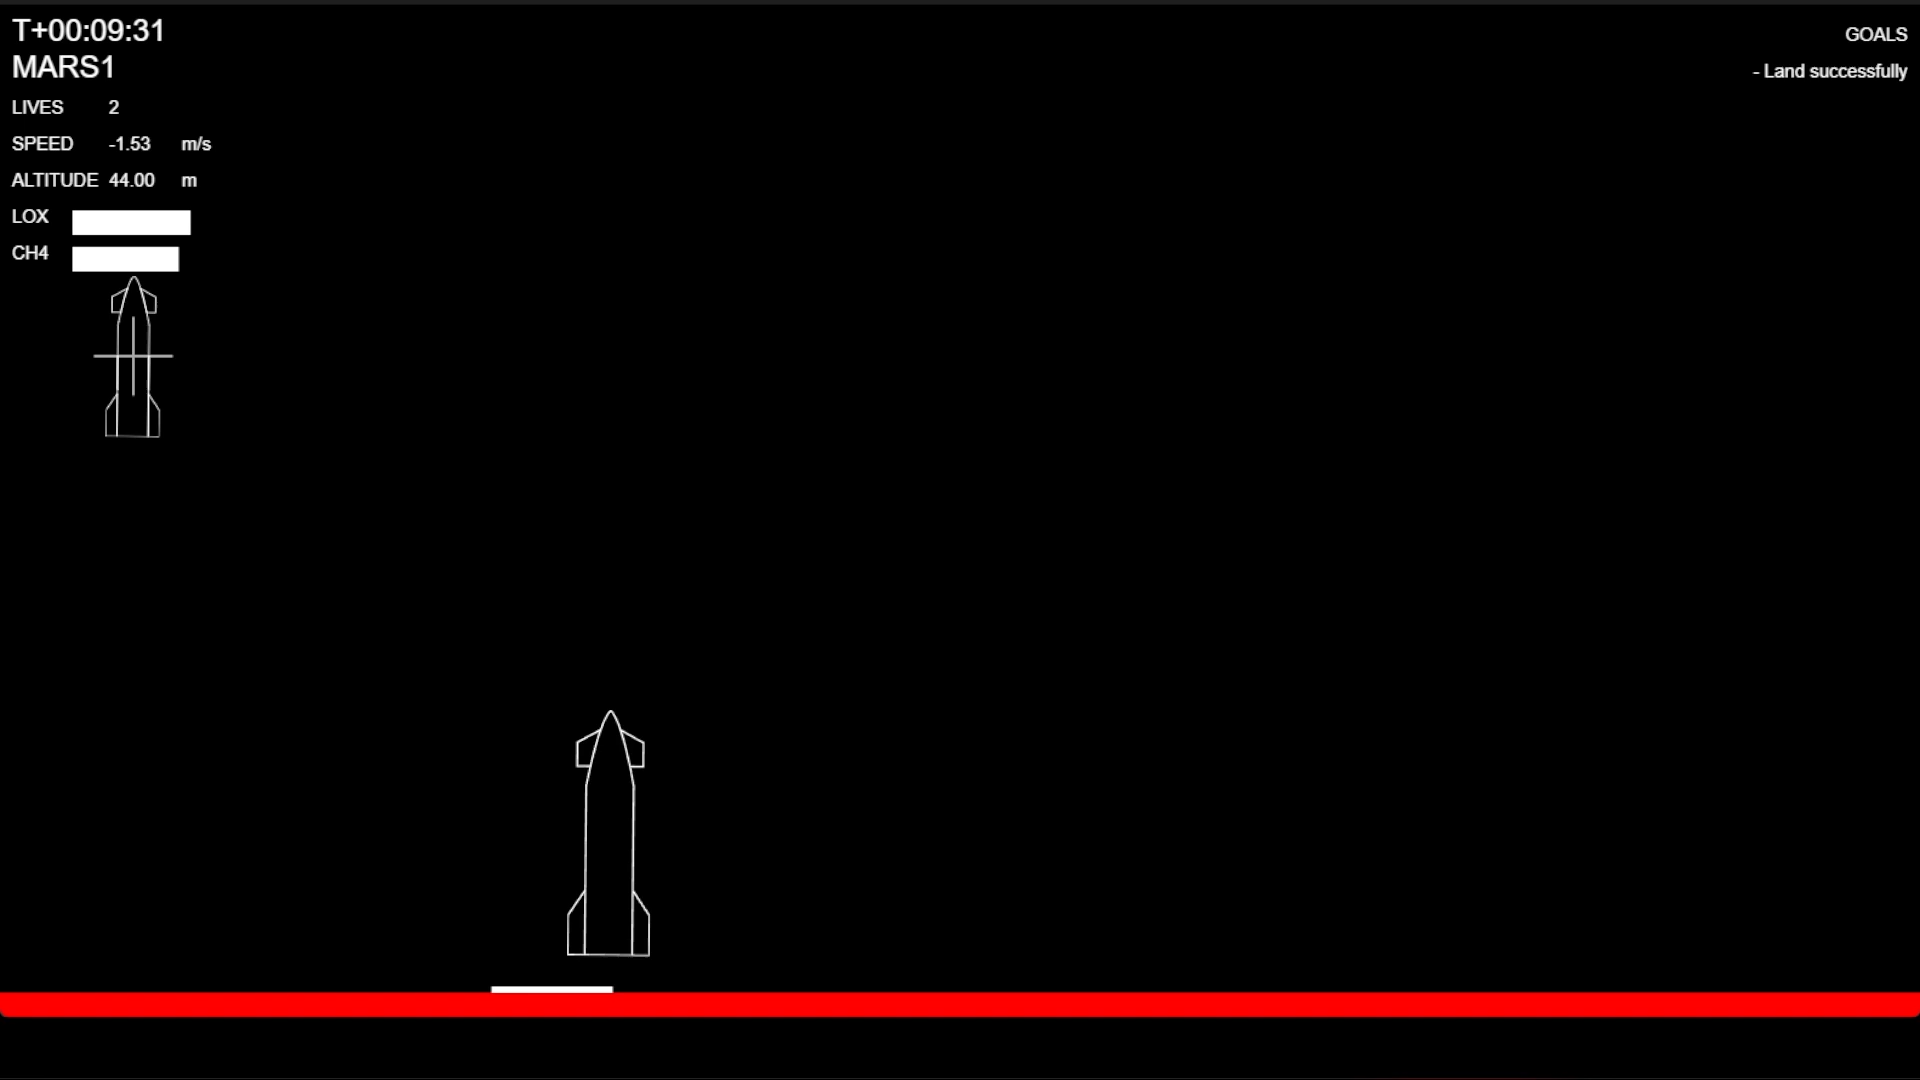 T+00:09:31
MARS1
LIVES 2
SPEED -1.53 m/s
ALTITUDE 44.00 m
LOX
CH4
GOALS
- Land successfully